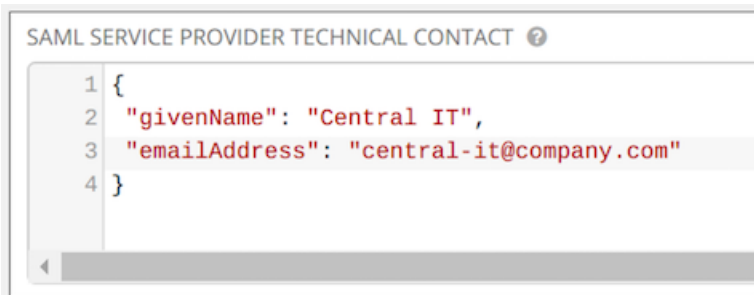 SAML SERVICE PROVIDER TECHNICAL CONTACT ?
1 {
2 "givenName": "Central IT",
3 "emailAddress": "central-it@company.com"
4 }